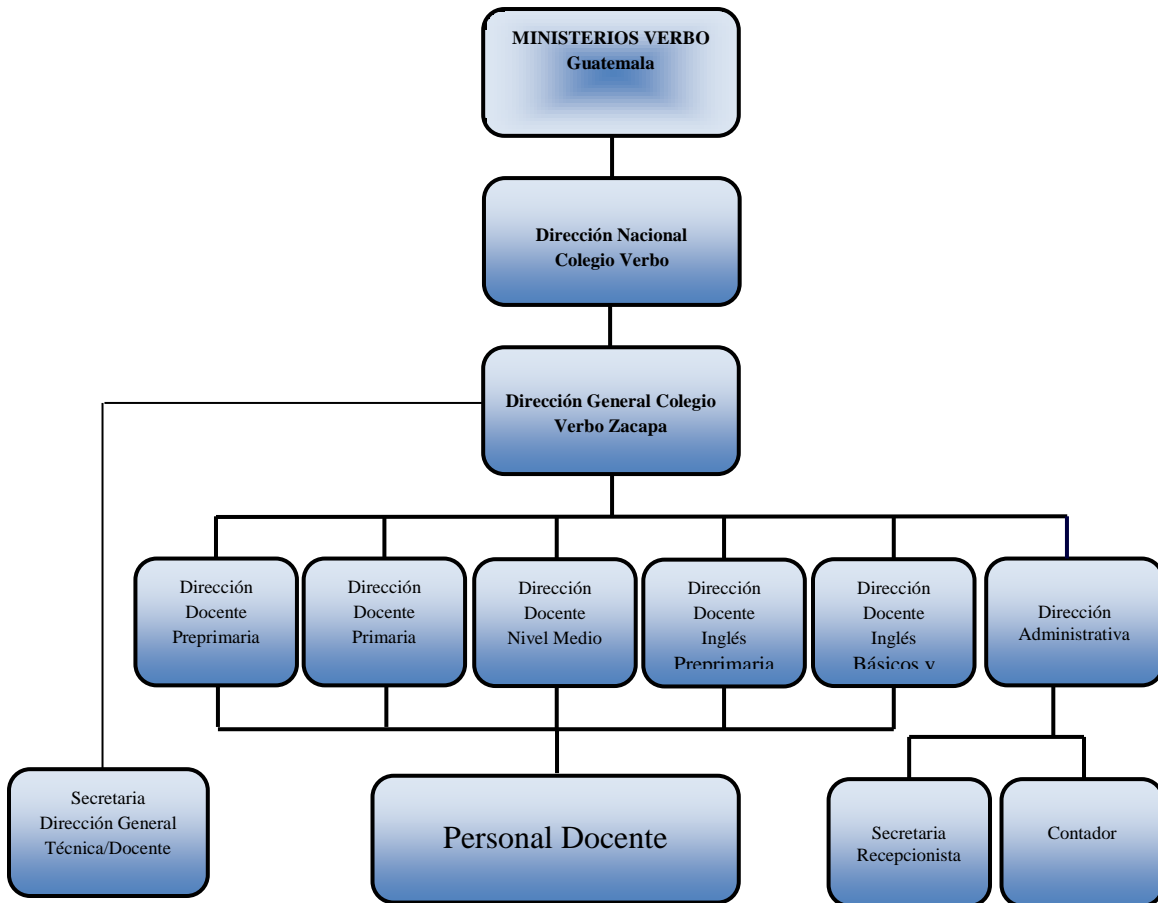 MINISTERIOS VERBO
Guatemala
Dirección Nacional
Colegio Verbo
Dirección General Colegio
Verbo Zacapa
Dirección
Docente
Preprimaria
Dirección
Docente
Primaria
Dirección
Docente
Nivel Medio
Dirección
Docente
Inglés
Preprimaria
Dirección
Docente
Inglés
Básicos y
Dirección
Administrativa
Secretaria
Dirección General
Técnica/Docente
Personal Docente
Secretaria
Recepcionista
Contador